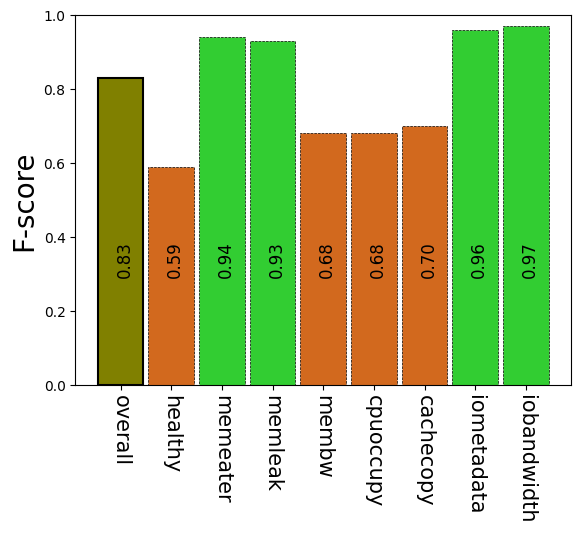 F-score
1.0
0.8
0.6
0.4
0.2
0.0
0.83
0.59
0.94
0.93
0.68
0.68
0.70
0.96
0.97
overall
healthy
memeater
memleak
membw
cpuoccupy
cachecopy
iometadata
iobandwidth